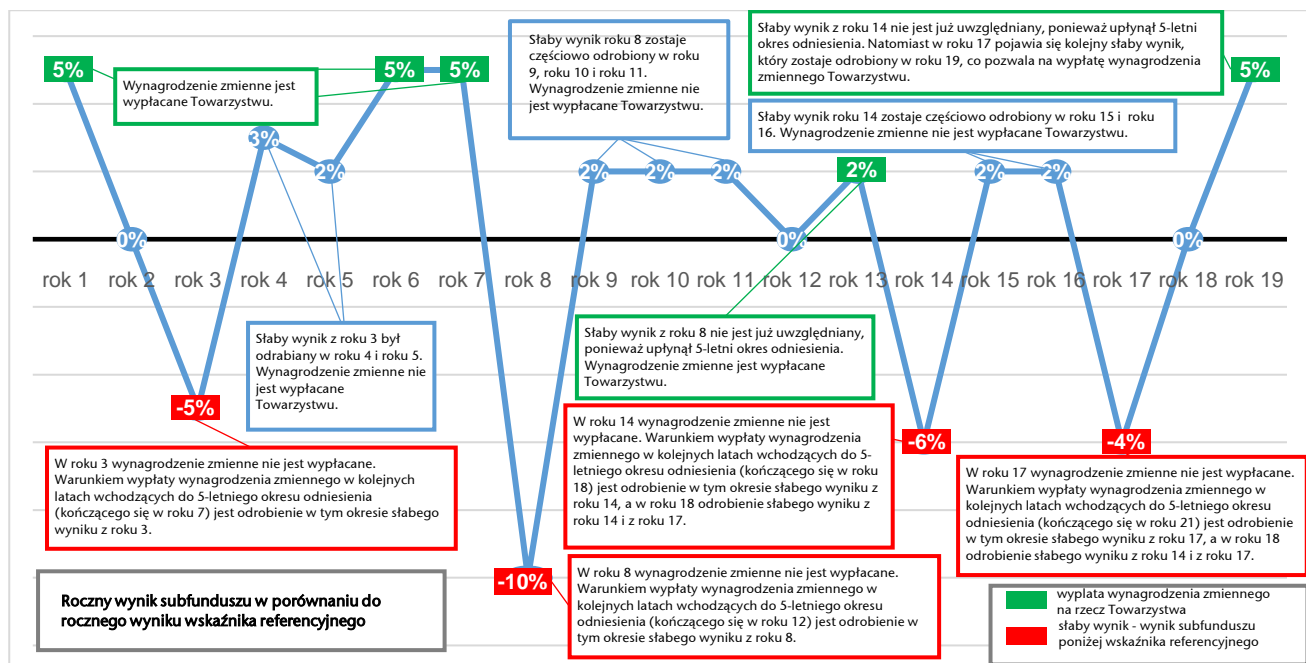 Słaby wynik z roku 14 nie jest już uwzględniany, ponieważ upłynął 5-letni
okres odniesienia. Natomiast w roku 17 pojawia się kolejny słaby wynik,
który zostaje odrobiony w roku 19, co pozwala na wypłatę wynagrodzenia
zmiennego Towarzystwu.
Słaby wynik roku 8 zostaje
częściowo odrobiony w roku
9, roku 10 i roku 11.
Wynagrodzenie zmienne nie
jest wypłacane Towarzystwu.
Wynagrodzenie zmienne jest
wypłacane Towarzystwu.
Słaby wynik roku 14 zostaje częściowo odrobiony w roku 15 i roku
16. Wynagrodzenie zmienne nie jest wypłacane Towarzystwu.
5%
0%
-5%
3%
2%
5%
5%
-10%
2%
2%
2%
0%
2%
-6%
2%
2%
-4%
0%
5%
rok 1
rok 2
rok 3
rok 4
rok 5
rok 6
rok 7
rok 8
rok 9
rok 10
rok 11
rok 12
rok 13
rok 14
rok 15
rok 16
rok 17
rok 18
rok 19
Słaby wynik z roku 3 był
odrabiany w roku 4 i roku 5.
Wynagrodzenie zmienne nie
jest wypłacane
Towarzystwu.
Słaby wynik z roku 8 nie jest już uwzględniany,
ponieważ upłynął 5-letni okres odniesienia.
Wynagrodzenie zmienne jest wypłacane
Towarzystwu.
W roku 3 wynagrodzenie zmienne nie jest wypłacane.
Warunkiem wypłaty wynagrodzenia zmiennego w kolejnych
latach wchodzących do 5-letniego okresu odniesienia
(kończącego się w roku 7) jest odrobienie w tym okresie słabego
wyniku z roku 3.
W roku 14 wynagrodzenie zmienne nie jest
wypłacane. Warunkiem wypłaty wynagrodzenia
zmiennego w kolejnych latach wchodzących do 5-
letniego okresu odniesienia (kończącego się w roku
18) jest odrobienie w tym okresie słabego wyniku z
roku 14, a w roku 18 odrobienie słabego wyniku z
roku 14 i z roku 17.
W roku 17 wynagrodzenie zmienne nie jest wypłacane.
Warunkiem wypłaty wynagrodzenia zmiennego w
kolejnych latach wchodzących do 5-letniego okresu
odniesienia (kończącego się w roku 21) jest odrobienie
w tym okresie słabego wyniku z roku 17, a w roku 18
odrobienie słabego wyniku z roku 14 i z roku 17.
W roku 8 wynagrodzenie zmienne nie jest wypłacane.
Warunkiem wypłaty wynagrodzenia zmiennego w
kolejnych latach wchodzących do 5-letniego okresu
odniesienia (kończącego się w roku 12) jest odrobienie w
tym okresie słabego wyniku z roku 8.
Roczny wynik subfunduszu w porównaniu do
rocznego wyniku wskaźnika referencyjnego
wyplata wynagrodzenia zmiennego
na rzecz Towarzystwa
słaby wynik - wynik subfunduszu
poniżej wskaźnika referencyjnego